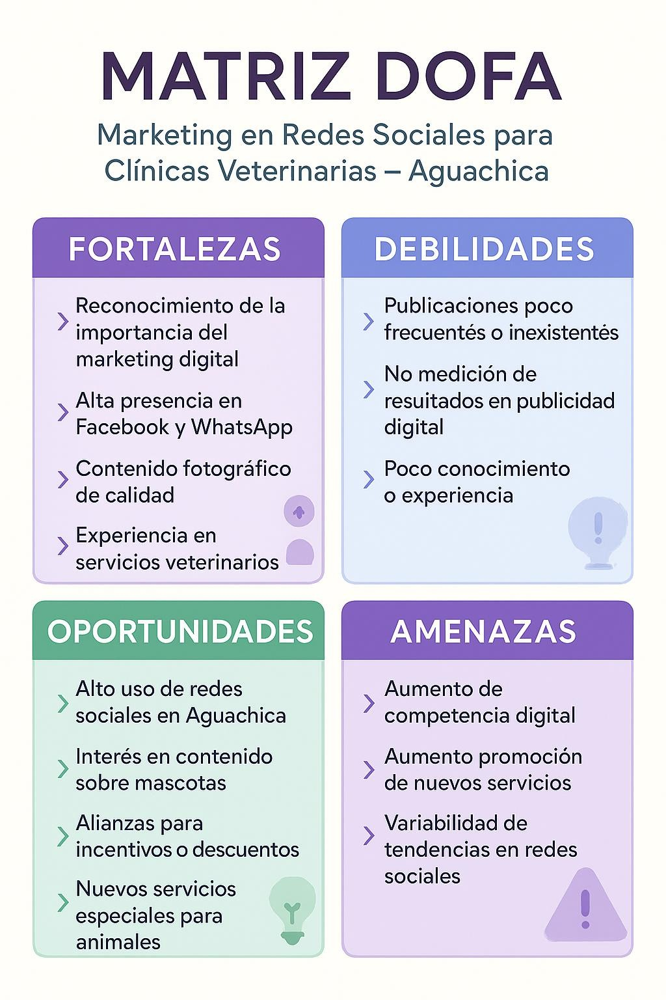 MATRIZ DOFA
Marketing en Redes Sociales para
Clínicas Veterinarias – Aguachica
FORTALEZAS
Reconocimiento de la
importancia del
marketing digital
Alta presencia en
Facebook y WhatsApp
Contenido fotográfico
de calidad
Experiencia en
servicios veterinarios
DEBILIDADES
Publicaciones poco
frecuentés o inexistentés
No medición de
resuitados en publicidad
digital
Poco conocimiento
o experiencia
OPORTUNIDADES
Alto uso de redes
sociales en Aguachica
Interés en contenido
sobre mascotas
Alianzas para
incentivos o descuentos
Nuevos servicios
especiales para
animales
AMENAZAS
Aumento de
competencia digital
Aumento promoción
de nuevos servicios
Variabilidad de
tendencias en redes
sociales